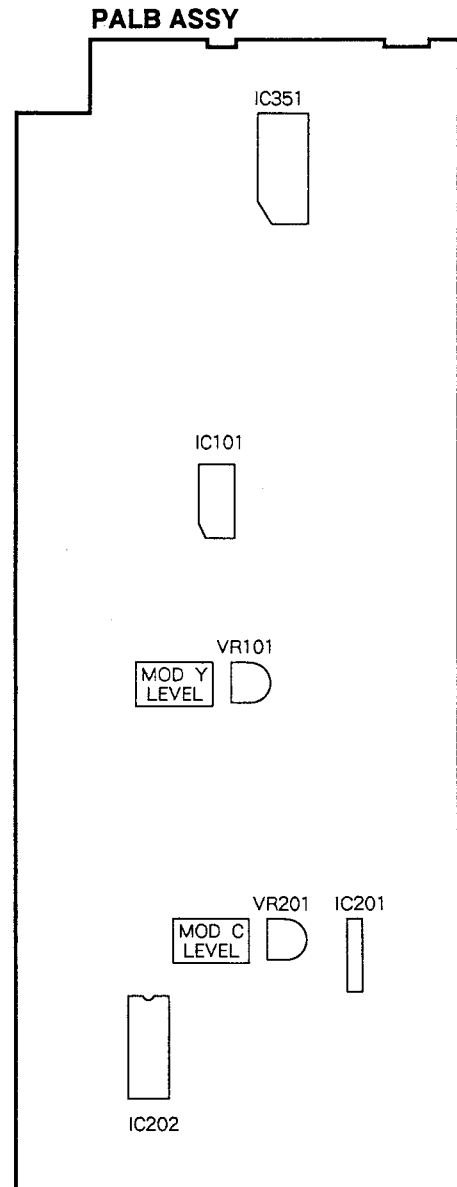 PALB ASSY
IC351
IC101
VR101
MOD Y
LEVEL
VR201 IC201
MOD C
LEVEL
IC202